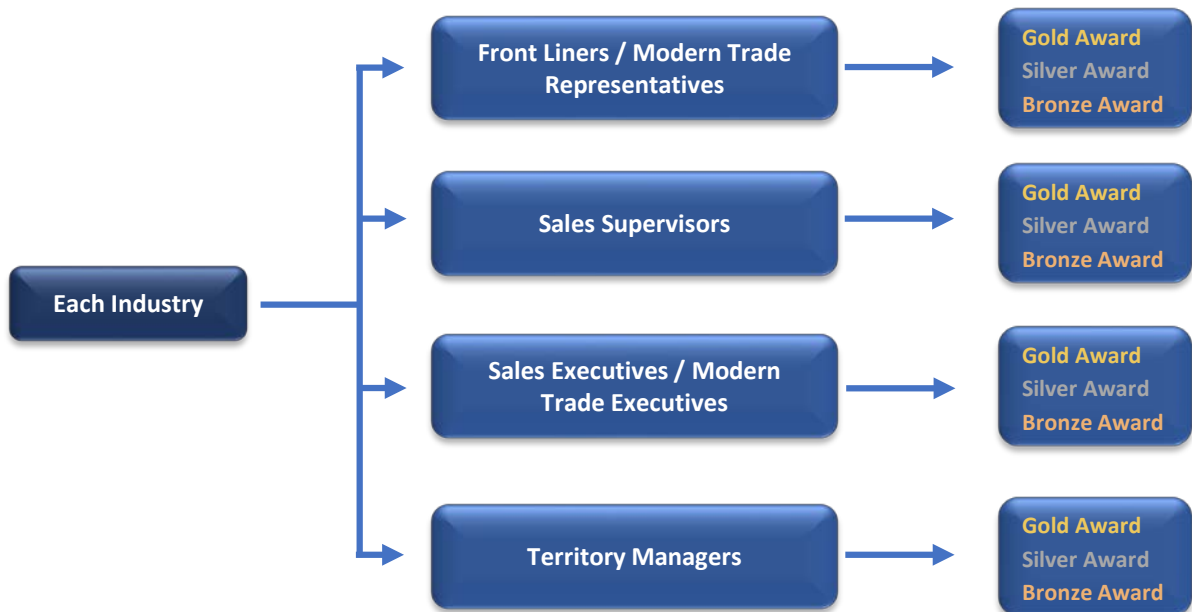 Front Liners / Modern Trade
Representatives
Gold Award
Silver Award
Bronze Award
Sales Supervisors
Gold Award
Silver Award
Bronze Award
Each Industry
Sales Executives / Modern
Trade Executives
Gold Award
Silver Award
Bronze Award
Territory Managers
Gold Award
Silver Award
Bronze Award